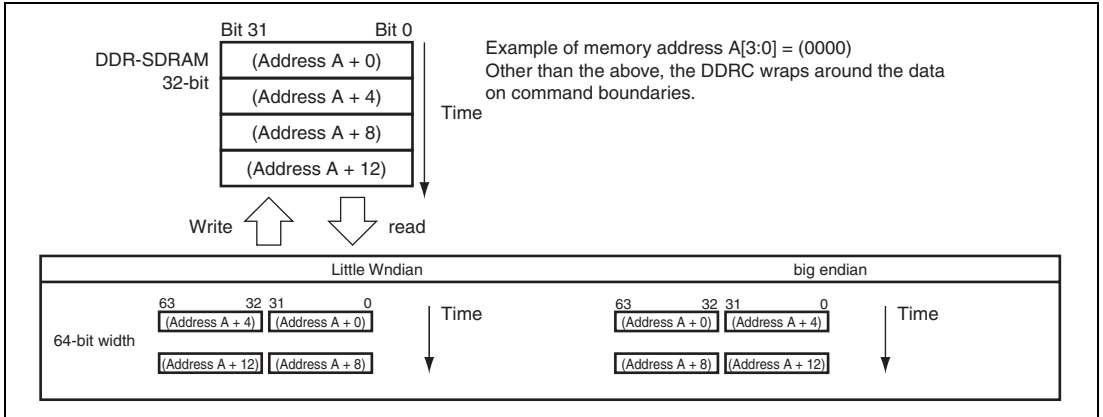 Bit 31 Bit 0
DDR-SDRAM
32-bit
(Address A + 0)
(Address A + 4)
(Address A + 8)
(Address A + 12)
Time
Example of memory address A[3:0] = (0000)
Other than the above, the DDRC wraps around the data
on command boundaries.
Write read
Little Wndian big endian
64-bit width
63 32 31 0
(Address A + 4) (Address A + 0)
(Address A + 12) (Address A + 8)
Time
63 32 31 0
(Address A + 0) (Address A + 4)
(Address A + 8) (Address A + 12)
Time